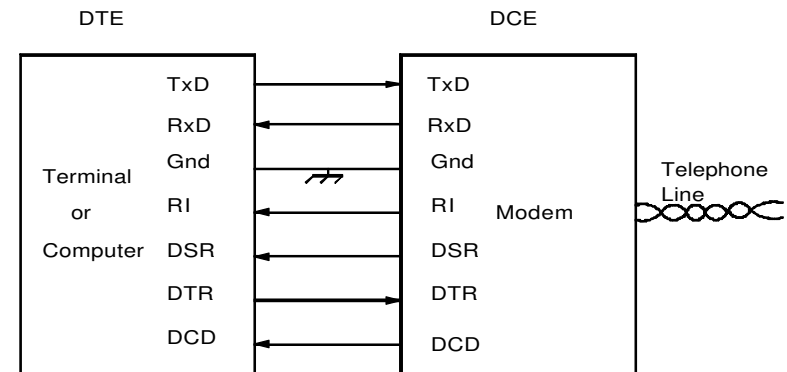 DTE
DCE
TxD
TxD
RxD
RxD
Gnd
Gnd
Terminal
or
Computer
RI
RI
Modem
Telephone
Line
DSR
DSR
DTR
DTR
DCD
DCD